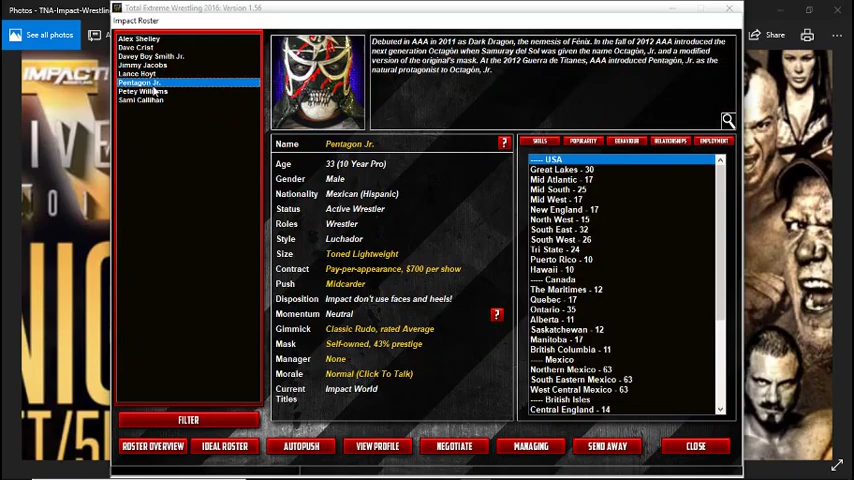 Photos - TNA-Impact-Wrestlin
Total Extreme Wrestling 2016: Version 1.56
See all photos
A
Share
Impact Roster
Alex Shelley
Dave Crist
Davey Boy Smith Jr.
Jimmy Jacobs
Lance Hoyt
Pentagon Jr.
Petey Williams
Sami Callihan
Debuted in AAA in 2011 as Dark Dragon, the nemesis of Fénix. In the fall of 2012 AAA introduced the
next generation Octagón when Samuray del Sol was given the name Octagón, Jr. and a modified
version of the original's mask. At the 2012 Guerra de Titanes, AAA introduced Pentagón, Jr. as the
natural protagonist to Octagón, Jr.
IMPACT
Name Pentagon Jr. ?
Age 33 (10 Year Pro)
Gender Male
Nationality Mexican (Hispanic)
Status Active Wrestler
Roles Wrestler
Style Luchador
Size Toned Lightweight
Contract Pay-per-appearance, $700 per show
Push Midcarder
Disposition Impact don't use faces and heels!
Momentum Neutral ?
Gimmick Classic Rudo, rated Average
Mask Self-owned, 43% prestige
Manager None
Morale Normal (Click To Talk)
Current Titles Impact World
SKILLS POPULARITY BEHAVIOUR RELATIONSHIPS EMPLOYMENT
----- USA
Great Lakes - 30
Mid Atlantic - 17
Mid South - 25
Mid West - 17
New England - 17
North West - 15
South East - 32
South West - 26
Tri State - 24
Puerto Rico - 10
Hawaii - 10
----- Canada
The Maritimes - 12
Quebec - 17
Ontario - 35
Alberta - 11
Saskatchewan - 12
Manitoba - 17
British Columbia - 11
----- Mexico
Northern Mexico - 63
South Eastern Mexico - 63
West Central Mexico - 63
----- British Isles
Central England - 14
FILTER
ROSTER OVERVIEW IDEAL ROSTER AUTOPUSH VIEW PROFILE NEGOTIATE MANAGING SEND AWAY CLOSE